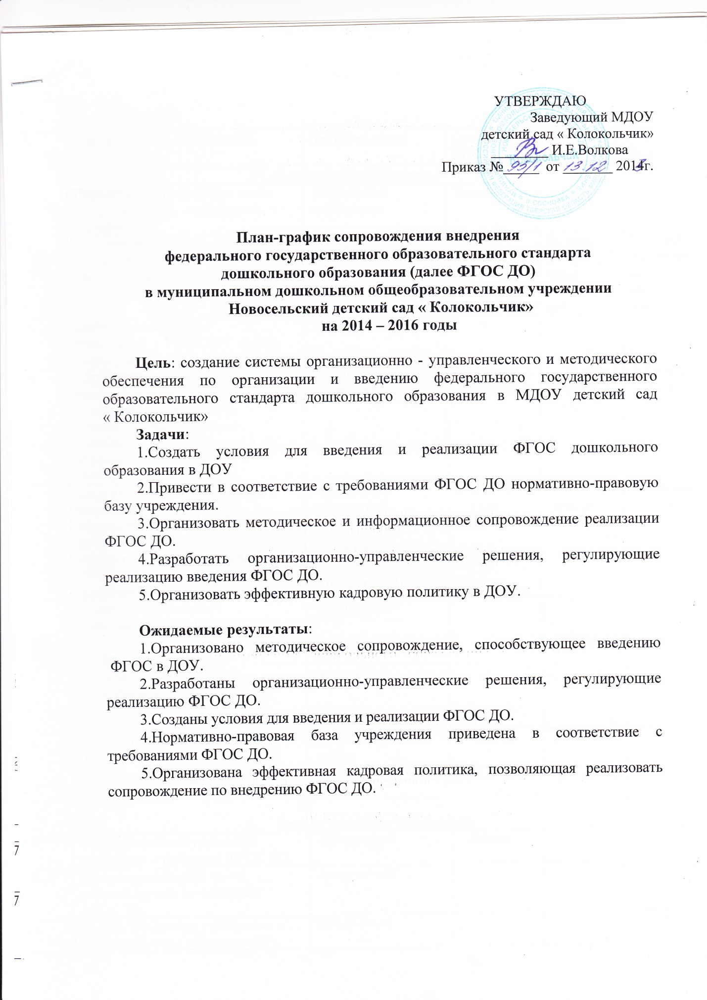 УТВЕРЖДАЮ
Заведующий МДОУ
детский сад « Колокольчик»
________ И.Е.Волкова
Приказ № 95/1 от 13.12 2013г.
План-график сопровождения внедрения
федерального государственного образовательного стандарта
дошкольного образования (далее ФГОС ДО)
в муниципальном дошкольном общеобразовательном учреждении
Новосельский детский сад « Колокольчик»
на 2014 – 2016 годы
Цель: создание системы организационно - управленческого и методического
обеспечения по организации и введению федерального государственного
образовательного стандарта дошкольного образования в МДОУ детский сад
« Колокольчик»
Задачи:
1.Создать условия для введения и реализации ФГОС дошкольного
образования в ДОУ
2.Привести в соответствие с требованиями ФГОС ДО нормативно-правовую
базу учреждения.
3.Организовать методическое и информационное сопровождение реализации
ФГОС ДО.
4.Разработать организационно-управленческие решения, регулирующие
реализацию введения ФГОС ДО.
5.Организовать эффективную кадровую политику в ДОУ.
Ожидаемые результаты:
1.Организовано методическое сопровождение, способствующее введению
ФГОС в ДОУ.
2.Разработаны организационно-управленческие решения, регулирующие
реализацию ФГОС ДО.
3.Созданы условия для введения и реализации ФГОС ДО.
4.Нормативно-правовая база учреждения приведена в соответствие с
требованиями ФГОС ДО.
5.Организована эффективная кадровая политика, позволяющая реализовать
сопровождение по внедрению ФГОС ДО.
7
7